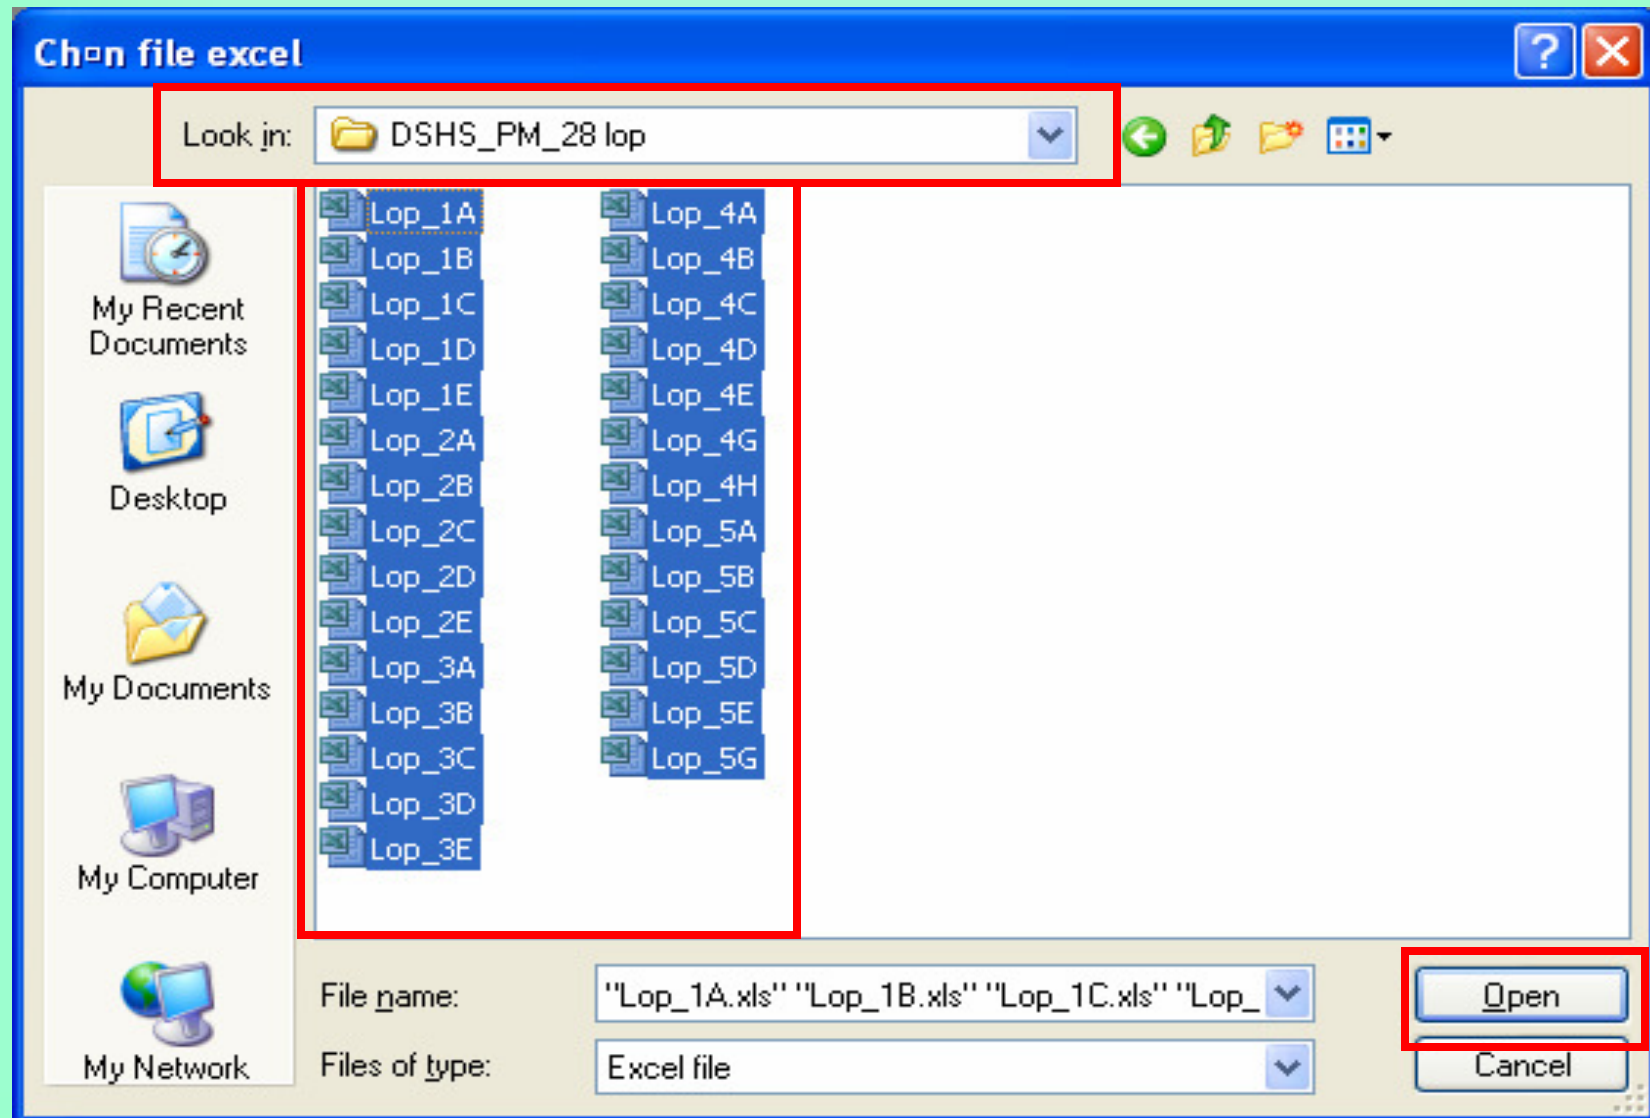 Ch¤n file excel
Look in:
DSHS_PM_28 lop
My Recent
Documents
Desktop
My Documents
My Computer
My Network
Lop_1A
Lop_1B
Lop_1C
Lop_1D
Lop_1E
Lop_2A
Lop_2B
Lop_2C
Lop_2D
Lop_2E
Lop_3A
Lop_3B
Lop_3C
Lop_3D
Lop_3E
Lop_4A
Lop_4B
Lop_4C
Lop_4D
Lop_4E
Lop_4G
Lop_4H
Lop_5A
Lop_5B
Lop_5C
Lop_5D
Lop_5E
Lop_5G
File name:
"Lop_1A.xls" "Lop_1B.xls" "Lop_1C.xls" "Lop_
Open
Files of type:
Excel file
Cancel